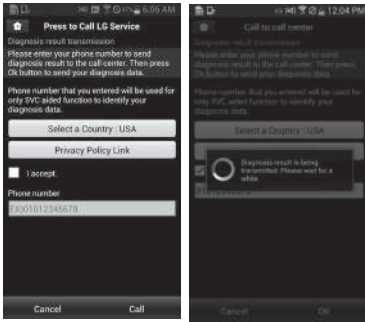 6:05 AM
Press to Call LG Service
Diagnosis result transmission
Please enter your phone number to send
diagnosis result to the call center. Then press
Ok button to send your diagnosis data.
Phone number that you entered will be used for
only SVC aided function to identify your
diagnosis data.
Select a Country : USA
Privacy Policy Link
I accept.
Phone number
EX)01012345678
Cancel
Call
12:04 PM
Call to call center
Diagnosis result transmission
Please enter your phone number to send
diagnosis result to the call center. Then press
Ok button to send your diagnosis data.
Phone number that you entered will be used for
only SVC aided function to identify your
diagnosis data.
Select a Country : USA
Diagnosis result is being
transmitted. Please wait for a
while.
Cancel
OK